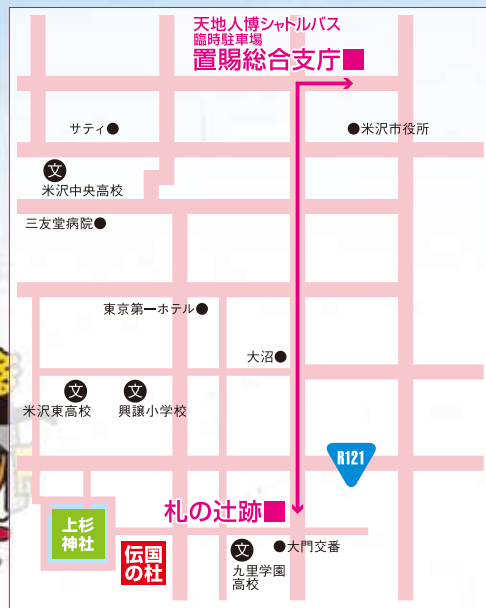 天地人博シャトルバス
臨時駐車場
置賜総合支庁■
サティ●
●米沢市役所
文
米沢中央高校
三友堂病院●
東京第一ホテル●
大沼●
文
米沢東高校
文
興譲小学校
R121
札の辻跡■
上杉
神社
伝国
の杜
文
九里学園
高校
●大門交番